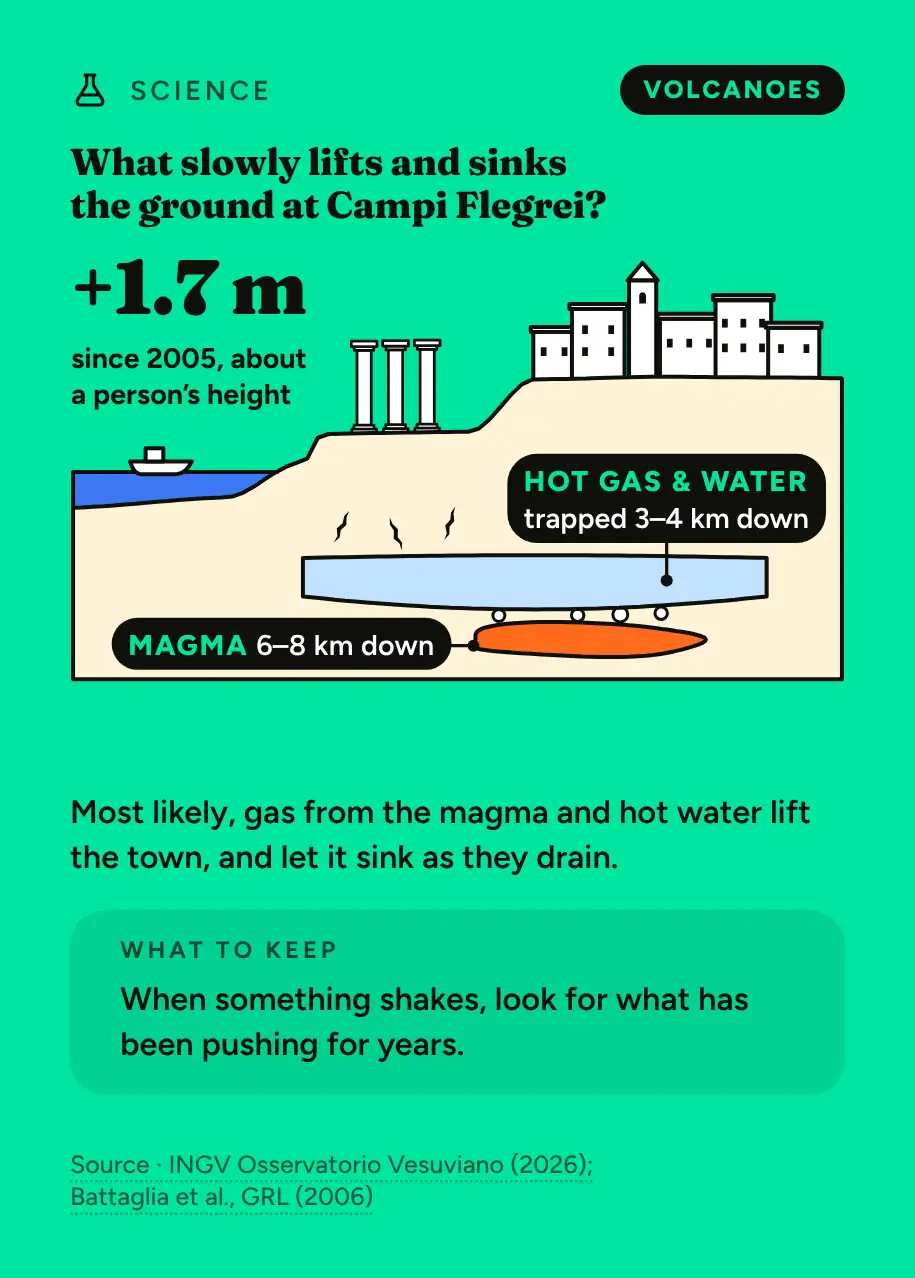 SCIENCE
VOLCANOES
What slowly lifts and sinks
the ground at Campi Flegrei?
+1.7 m
since 2005, about
a person’s height
HOT GAS & WATER
trapped 3–4 km down
MAGMA 6–8 km down
Most likely, gas from the magma and hot water lift
the town, and let it sink as they drain.
WHAT TO KEEP
When something shakes, look for what has
been pushing for years.
Source · INGV Osservatorio Vesuviano (2026);
Battaglia et al., GRL (2006)